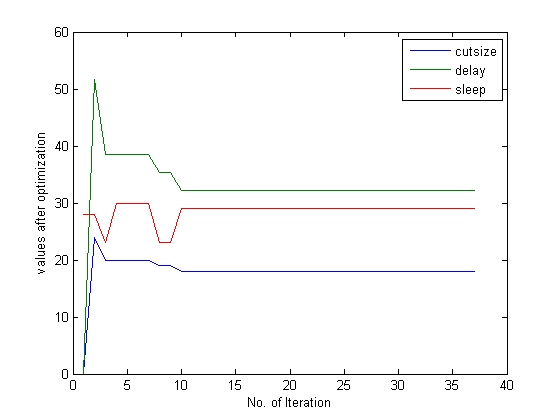 60
50
40
30
20
10
0
0 5 10 15 20 25 30 35 40
values after optimization
No. of Iteration
cutsize
delay
sleep